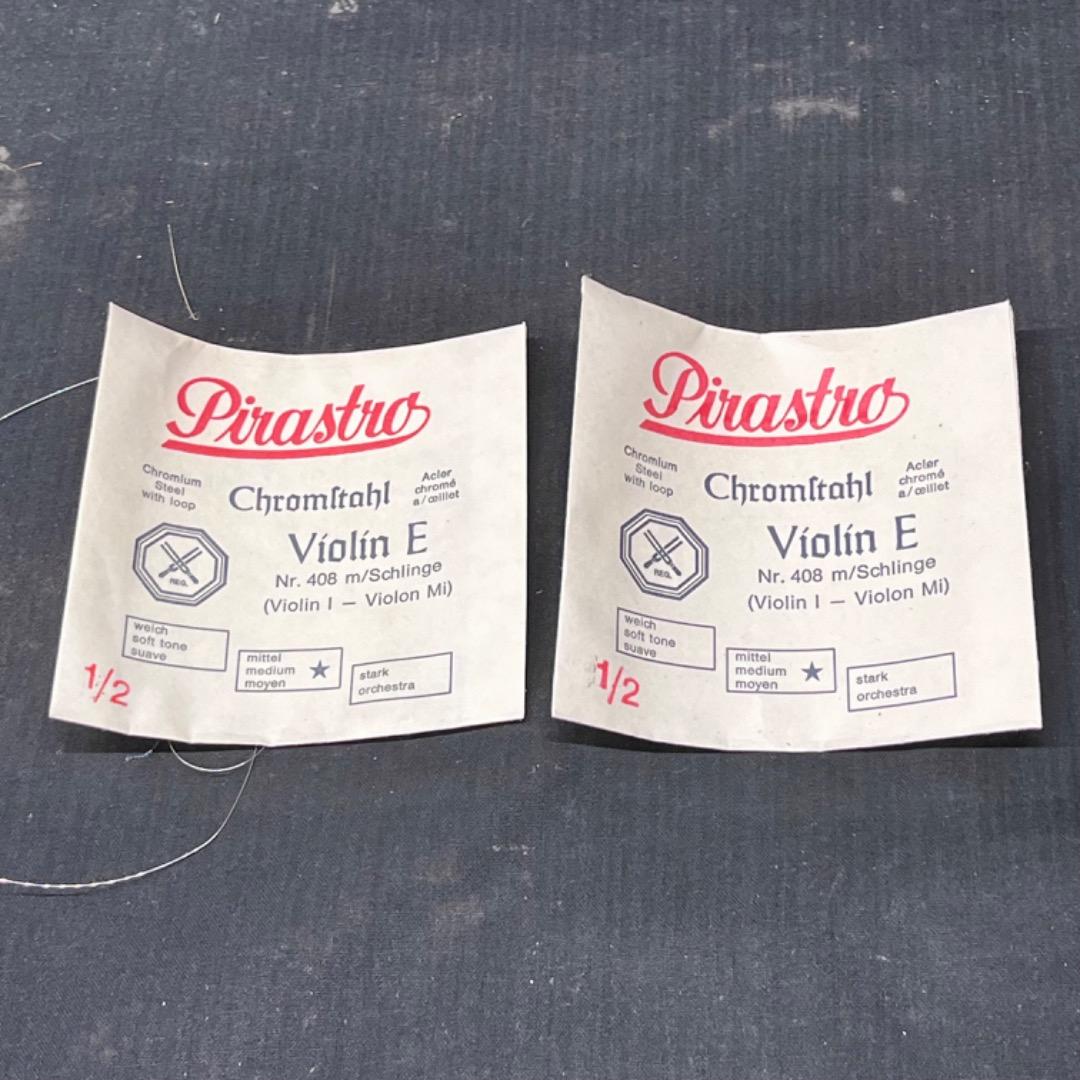 Pirastro
Chromium
Steel
with loop
Chromſtahl
Acier
chromé
a/œillet
Violin E
REG.
Nr. 408 m/Schlinge
(Violin I — Violon Mi)
weich
soft tone
suave
mittel
medium
moyen
stark
orchestra
1/2
Pirastro
Chromium
Steel
with loop
Chromſtahl
Acier
chromé
a/œillet
Violin E
REG.
Nr. 408 m/Schlinge
(Violin I — Violon Mi)
weich
soft tone
suave
mittel
medium
moyen
stark
orchestra
1/2